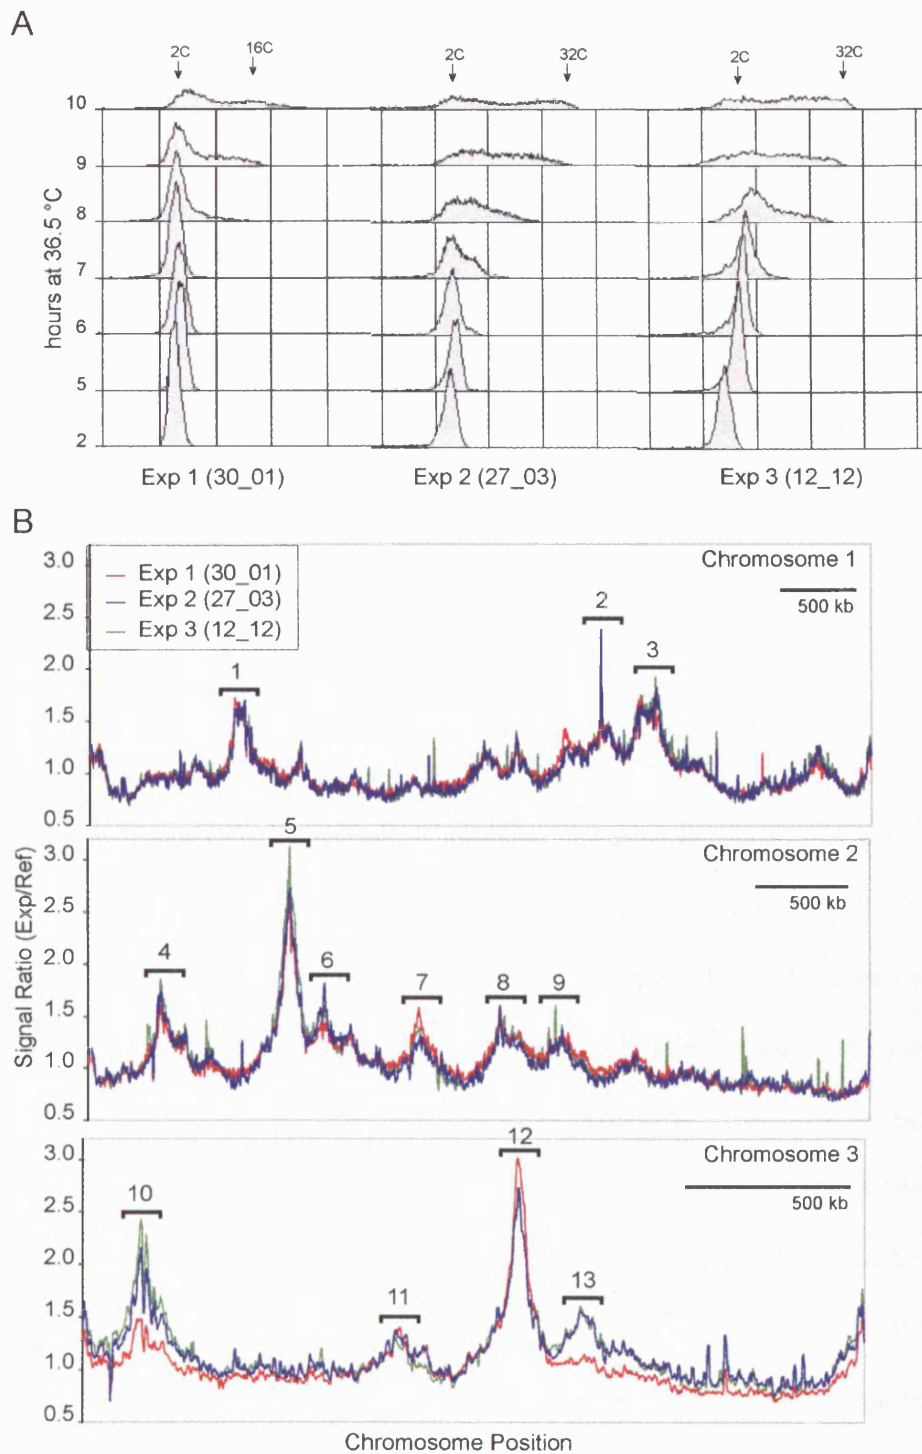 A
2C 16C 2C 32C 2C 32C
10
9
8
7
6
5
2
hours at 36.5 °C
Exp 1 (30_01) Exp 2 (27_03) Exp 3 (12_12)
B
3.0
2.5
2.0
1.5
1.0
0.5
Exp 1 (30_01)
Exp 2 (27_03)
Exp 3 (12_12)
Chromosome 1
500 kb
1
2
3
3.0
2.5
2.0
1.5
1.0
0.5
Chromosome 2
500 kb
4
5
6
7
8
9
Signal Ratio (Exp/Ref)
3.0
2.5
2.0
1.5
1.0
0.5
Chromosome 3
500 kb
10
11
12
13
Chromosome Position